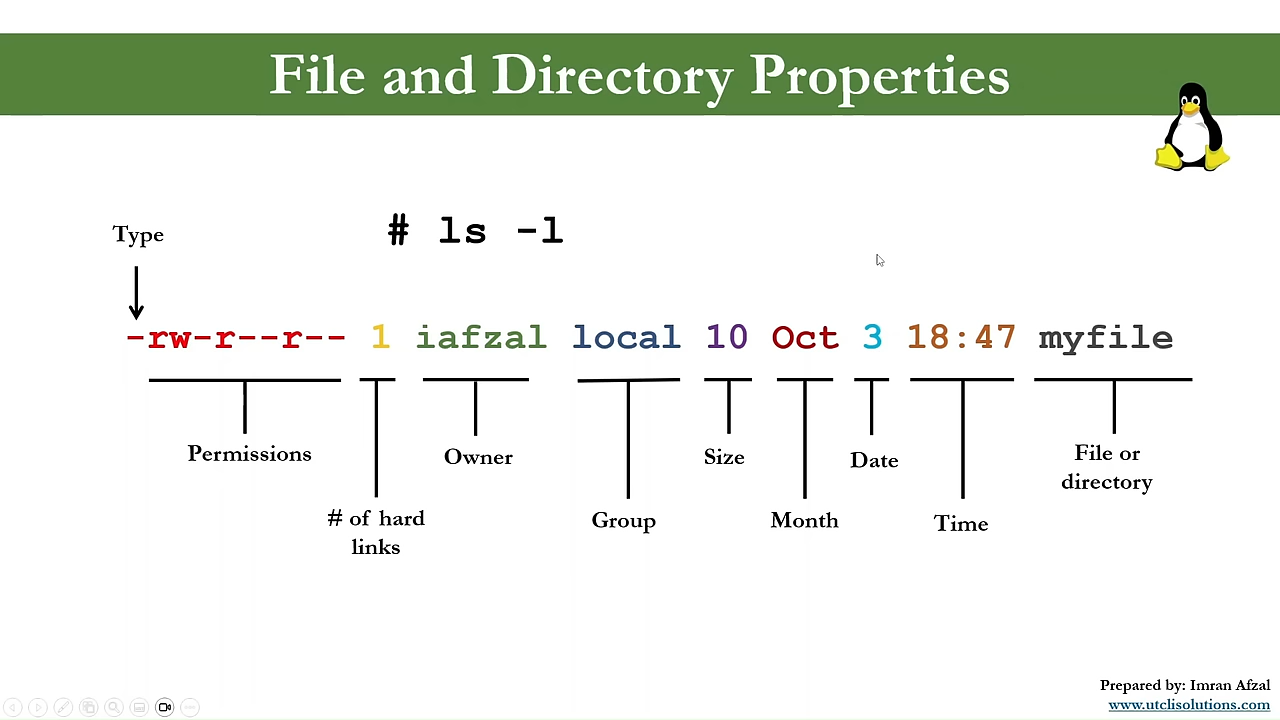 File and Directory Properties
# ls -l
Type
-rw-r--r-- 1 iafzal local 10 Oct 3 18:47 myfile
Permissions
# of hard
links
Owner
Group
Size
Month
Date
Time
File or
directory
Prepared by: Imran Afzal
www.utclisolutions.com